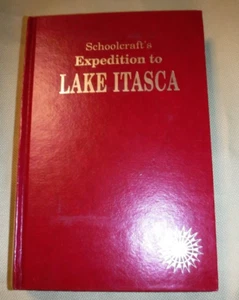 Schoolcraft's
Expedition to
LAKE ITASCA